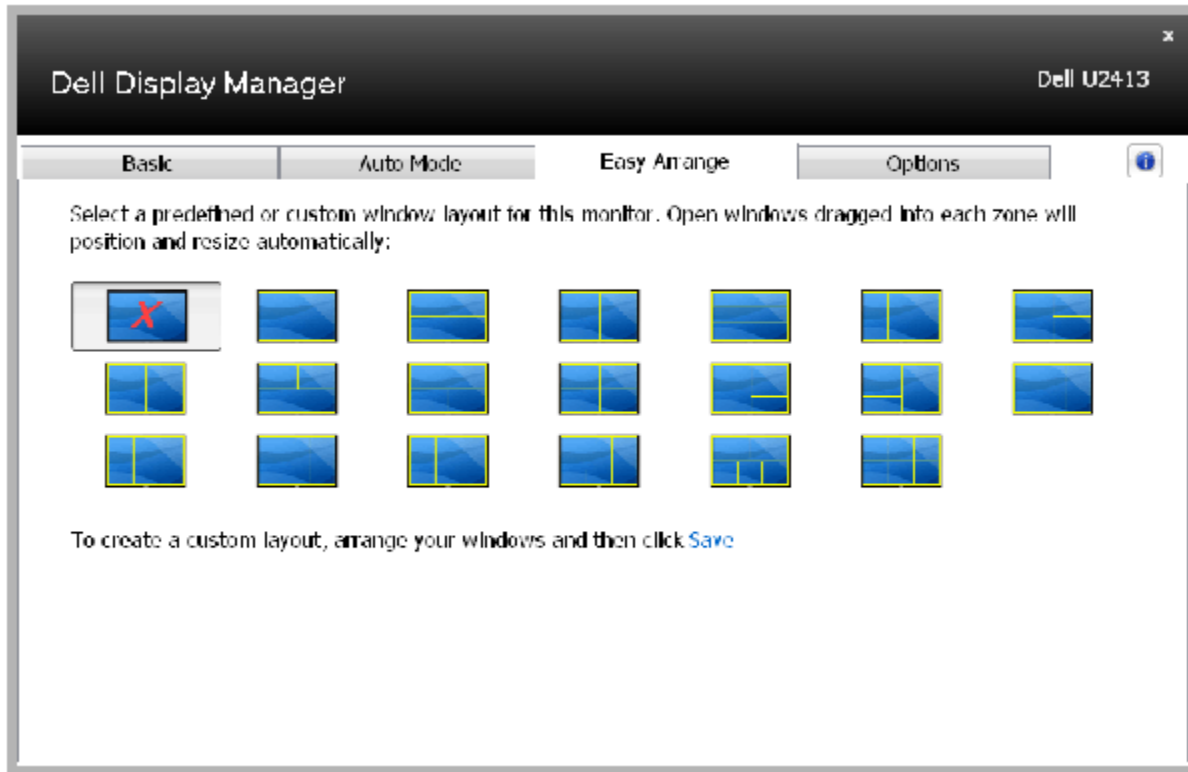 x
Dell Display Manager
Dell U2413
Basic
Auto Mode
Easy Arrange
Options
i
Select a predefined or custom window layout for this monitor. Open windows dragged into each zone will
position and resize automatically:
X
To create a custom layout, arrange your windows and then click Save